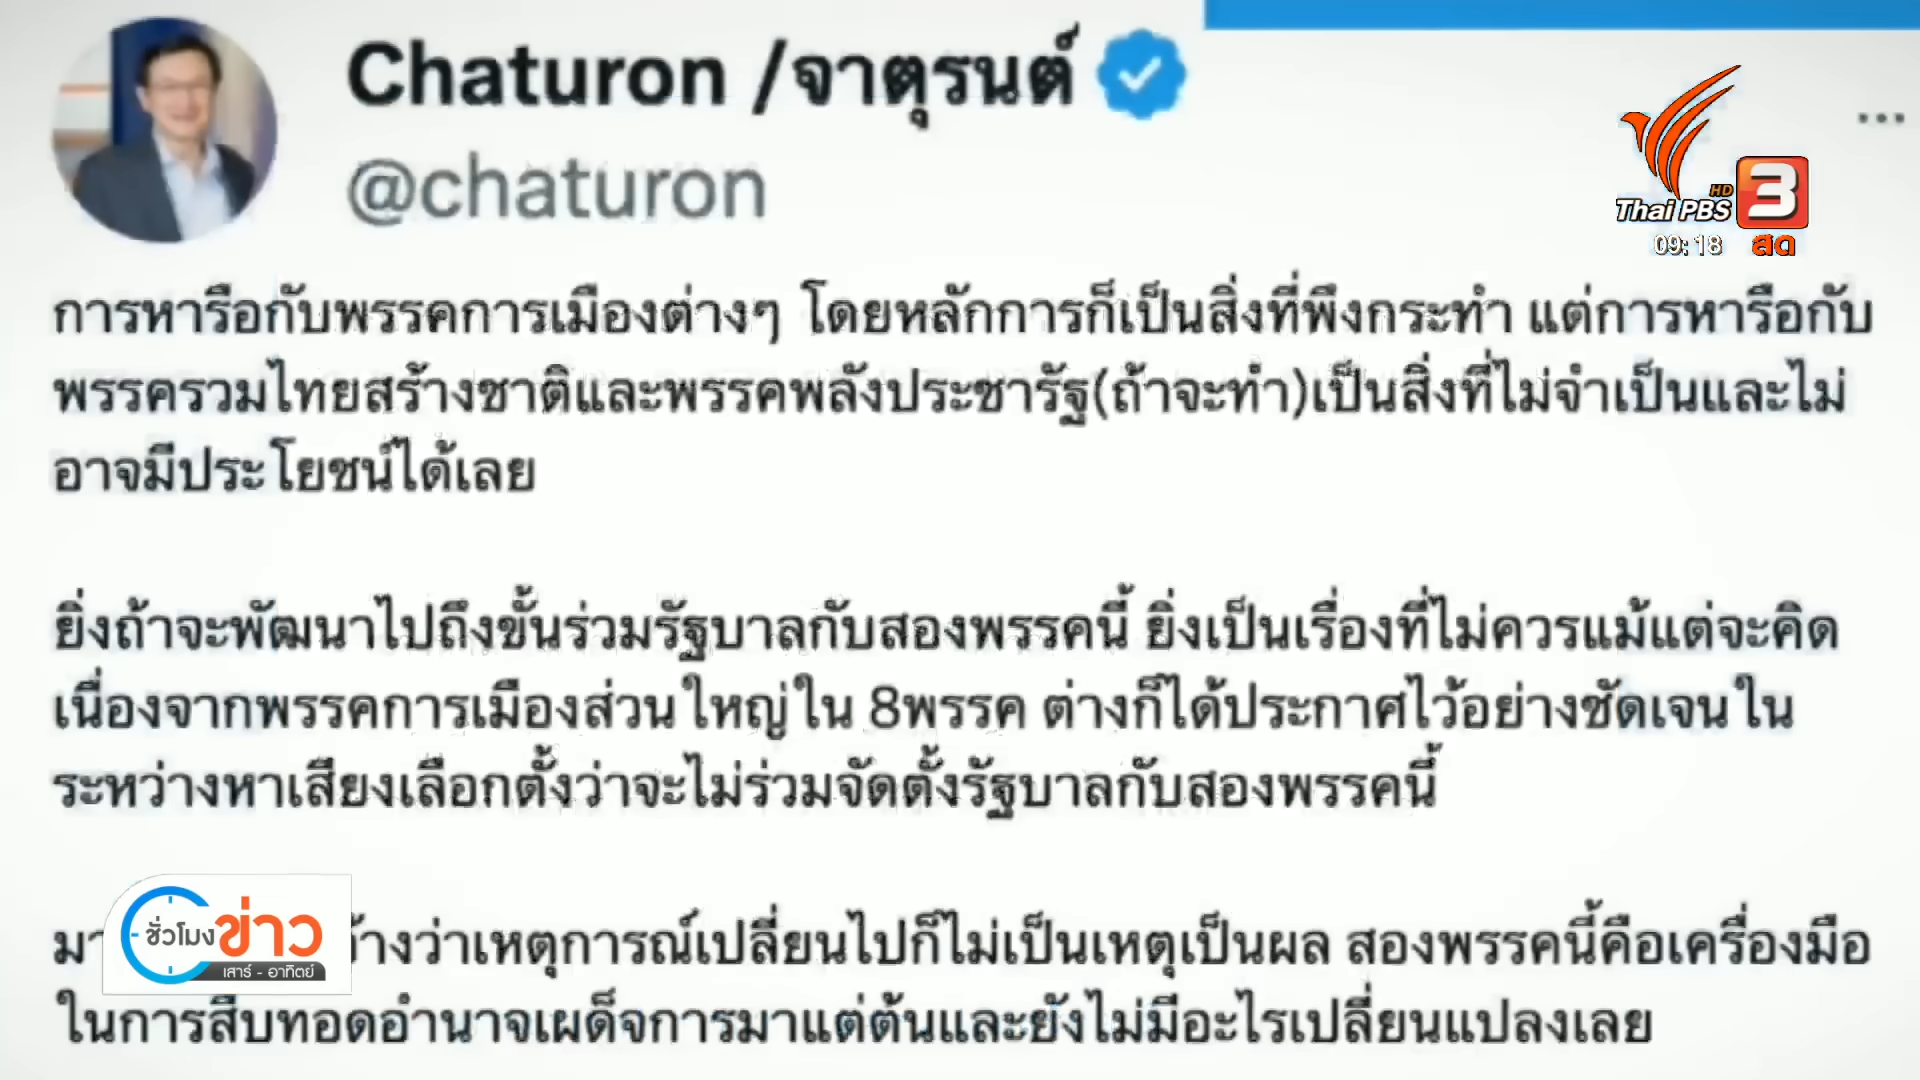 Chaturon /จาตุรนต์
@chaturon
HD
Thai PBS 3
09:18 สด
การหารือกับพรรคการเมืองต่างๆ โดยหลักการก็เป็นสิ่งที่พึงกระทำ แต่การหารือกับ
พรรครวมไทยสร้างชาติและพรรคพลังประชารัฐ(ถ้าจะทำ)เป็นสิ่งที่ไม่จำเป็นและไม่
อาจมีประโยชน์ได้เลย
ยิ่งถ้าจะพัฒนาไปถึงขั้นร่วมรัฐบาลกับสองพรรคนี้ ยิ่งเป็นเรื่องที่ไม่ควรแม้แต่จะคิด
เนื่องจากพรรคการเมืองส่วนใหญ่ใน 8พรรค ต่างก็ได้ประกาศไว้อย่างชัดเจนใน
ระหว่างหาเสียงเลือกตั้งว่าจะไม่ร่วมจัดตั้งรัฐบาลกับสองพรรคนี้
ว่าเหตุการณ์เปลี่ยนไปก็ไม่เป็นเหตุเป็นผล สองพรรคนี้คือเครื่องมือ
ในการสืบทอดอำนาจเผด็จการมาแต่ต้นและยังไม่มีอะไรเปลี่ยนแปลงเลย
ชั่วโมงข่าว
เสาร์ - อาทิตย์